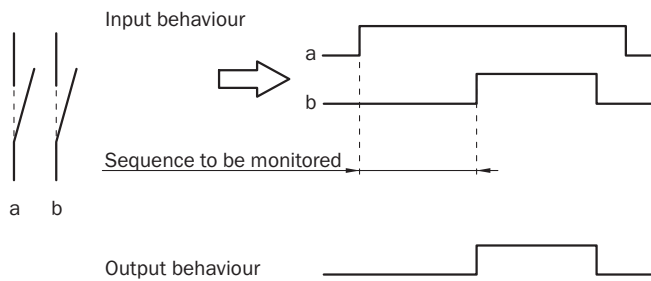 Input behaviour
a
b
Sequence to be monitored
a b
Output behaviour